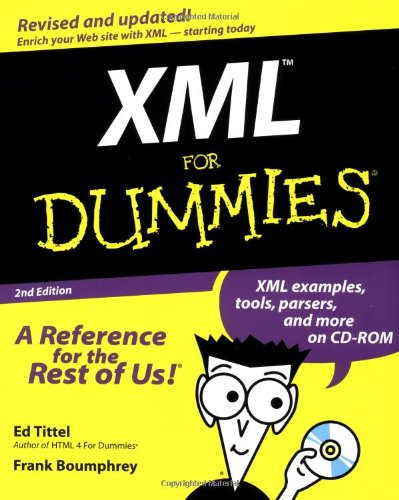 Revised and updated!
Enrich your Web site with XML — starting today
XML™
FOR
DUMMIES®
2nd Edition
XML examples,
tools, parsers,
and more
on CD-ROM
A Reference
for the
Rest of Us!®
Ed Tittel
Author of HTML 4 For Dummies®
Frank Boumphrey